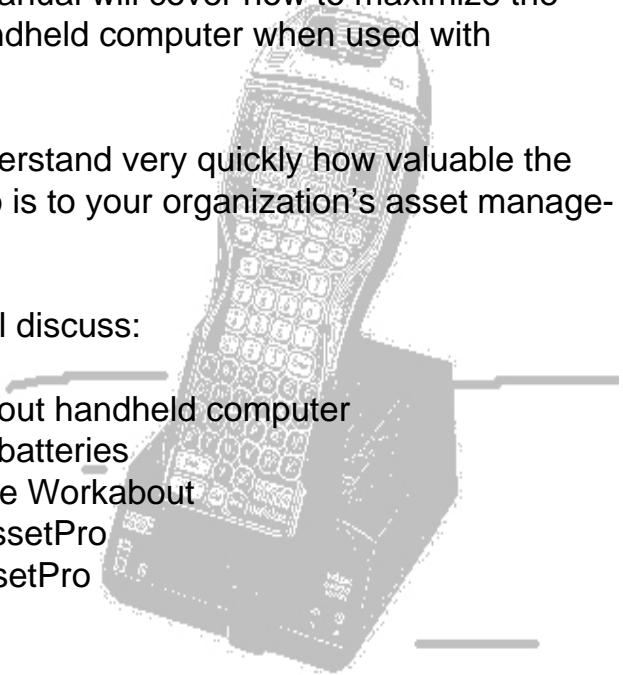 anual will cover how to maximize the
ndheld computer when used with
erstand very quickly how valuable the
is to your organization's asset manage-
l discuss:
out handheld computer
batteries
e Workabout
ssetPro
setPro